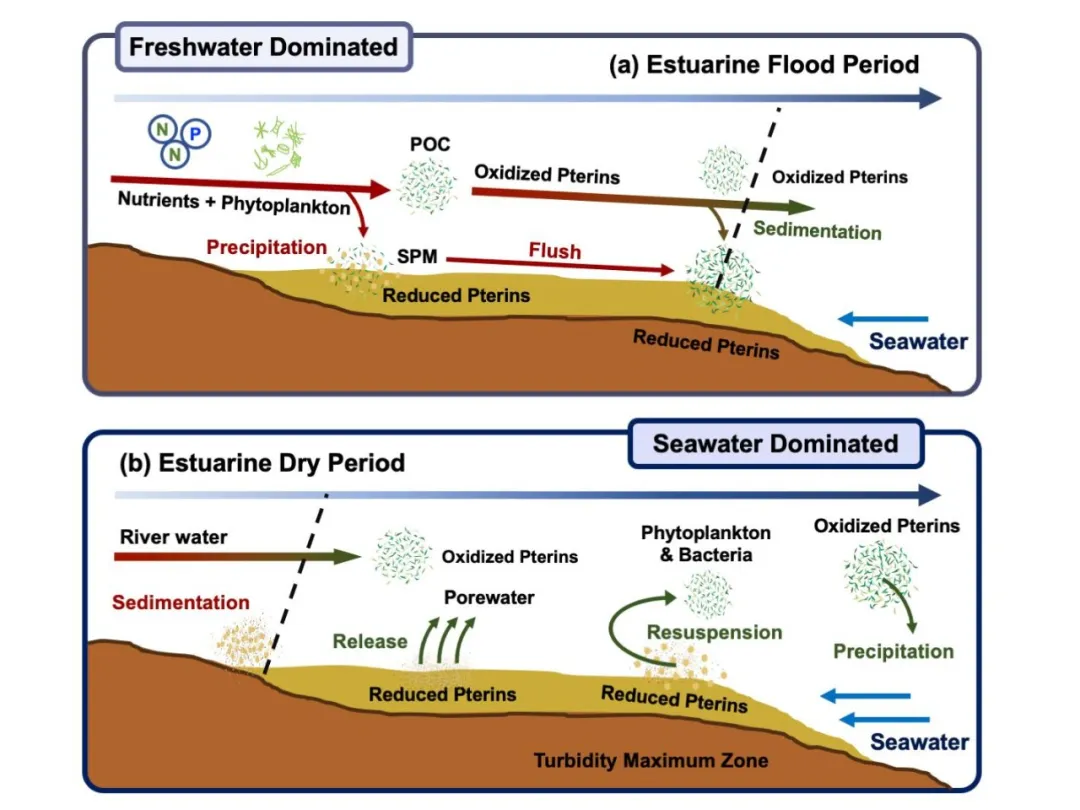 Freshwater Dominated
(a) Estuarine Flood Period
N
P
N
POC
Oxidized Pterins
Oxidized Pterins
Nutrients + Phytoplankton
Sedimentation
Precipitation
SPM
Flush
Reduced Pterins
Reduced Pterins
Seawater
Seawater Dominated
(b) Estuarine Dry Period
River water
Phytoplankton
& Bacteria
Oxidized Pterins
Oxidized Pterins
Sedimentation
Porewater
Release
Resuspension
Precipitation
Reduced Pterins
Reduced Pterins
Seawater
Turbidity Maximum Zone